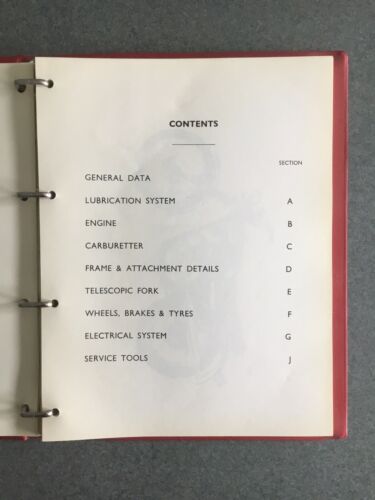 CONTENTS
SECTION
GENERAL DATA
LUBRICATION SYSTEM A
ENGINE B
CARBURETTER C
FRAME & ATTACHMENT DETAILS D
TELESCOPIC FORK E
WHEELS, BRAKES & TYRES F
ELECTRICAL SYSTEM G
SERVICE TOOLS J